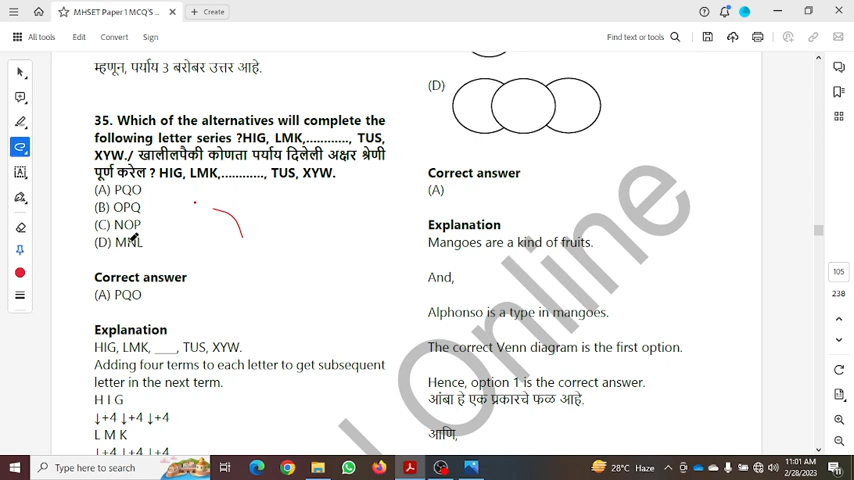 MHSET Paper 1 MCQ'S ..
Create
All tools
Edit
Convert
Sign
Find text or tools
म्हणून, पर्याय 3 बरोबर उत्तर आहे.
35. Which of the alternatives will complete the
following letter series ?HIG, LMK,............, TUS,
XYW./ खालीलपैकी कोणता पर्याय दिलेली अक्षर श्रेणी
पूर्ण करेल ? HIG, LMK,............, TUS, XYW.
(A) PQO
(B) OPQ
(C) NOP
(D) MNL
Correct answer
(A) PQO
Explanation
HIG, LMK, ___, TUS, XYW.
Adding four terms to each letter to get subsequent
letter in the next term.
H I G
↓+4 ↓+4 ↓+4
L M K
↓+4 ↓+4 ↓+4
(D)
Correct answer
(A)
Explanation
Mangoes are a kind of fruits.
And,
Alphonso is a type in mangoes.
The correct Venn diagram is the first option.
Hence, option 1 is the correct answer.
आंबा हे एक प्रकारचे फळ आहे.
आणि,
Online
105
238
Type here to search
28°C Haze
11:01 AM
2/28/2023